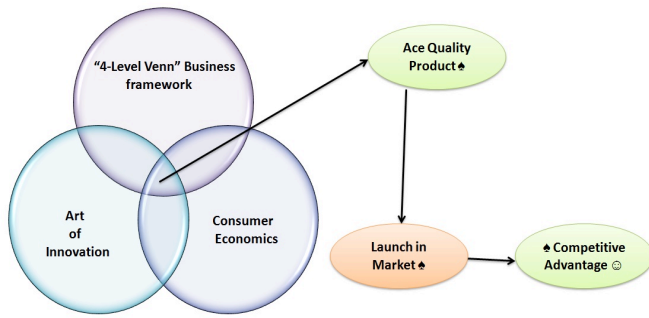 “4-Level Venn” Business
framework
Art
of
Innovation
Consumer
Economics
Ace Quality
Product ♠
Launch in
Market ♠
♠ Competitive
Advantage ☺